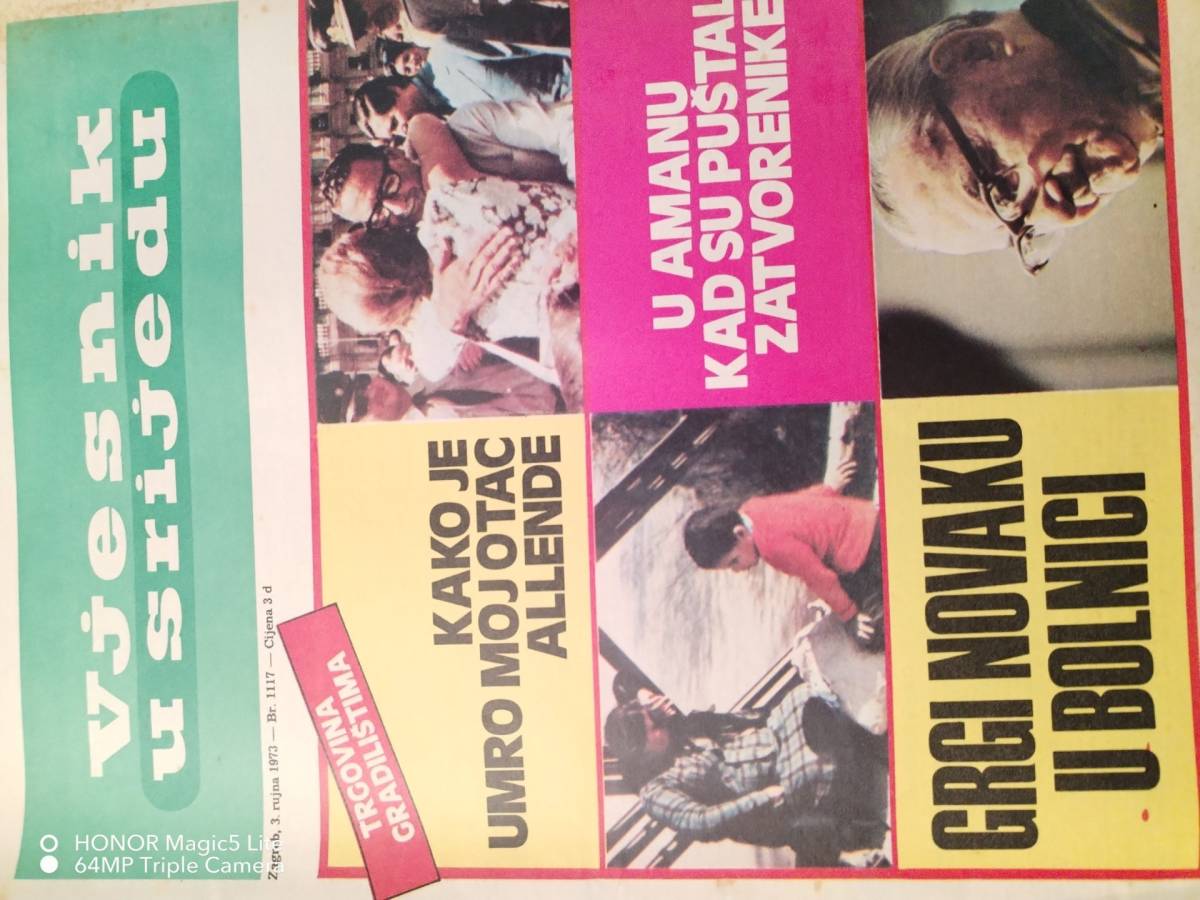 vjesnik
u srijedu
Zagreb, 3. rujna 1973 — Br. 1117 — Cijena 3 d
TRGOVINA
GRADILIŠTIMA
KAKO JE
UMRO MOJ OTAC
ALLENDE
U AMANU
KAD SU PUŠTAL
ZATVORENIKE
GRGI NOVAKU
U BOLNICI
HONOR Magic5 Lite
64MP Triple Camera